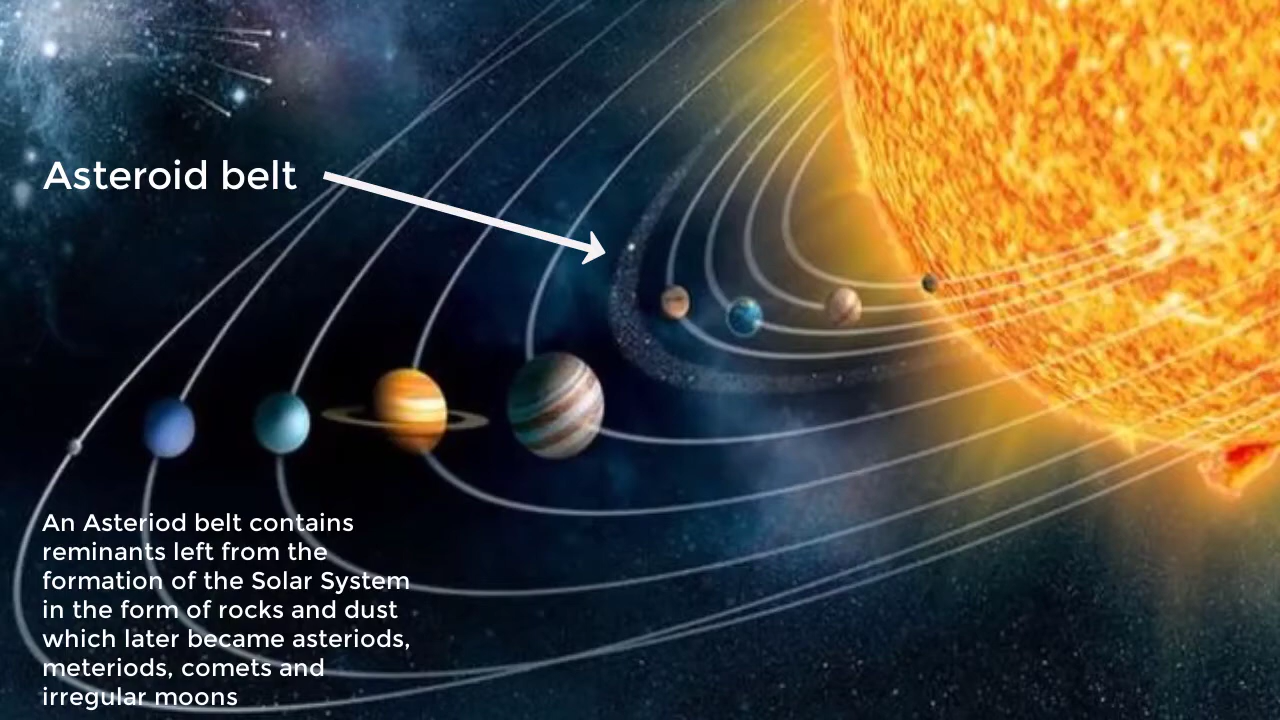 Asteroid belt
An Asteriod belt contains
reminants left from the
formation of the Solar System
in the form of rocks and dust
which later became asteriods,
meteriods, comets and
irregular moons